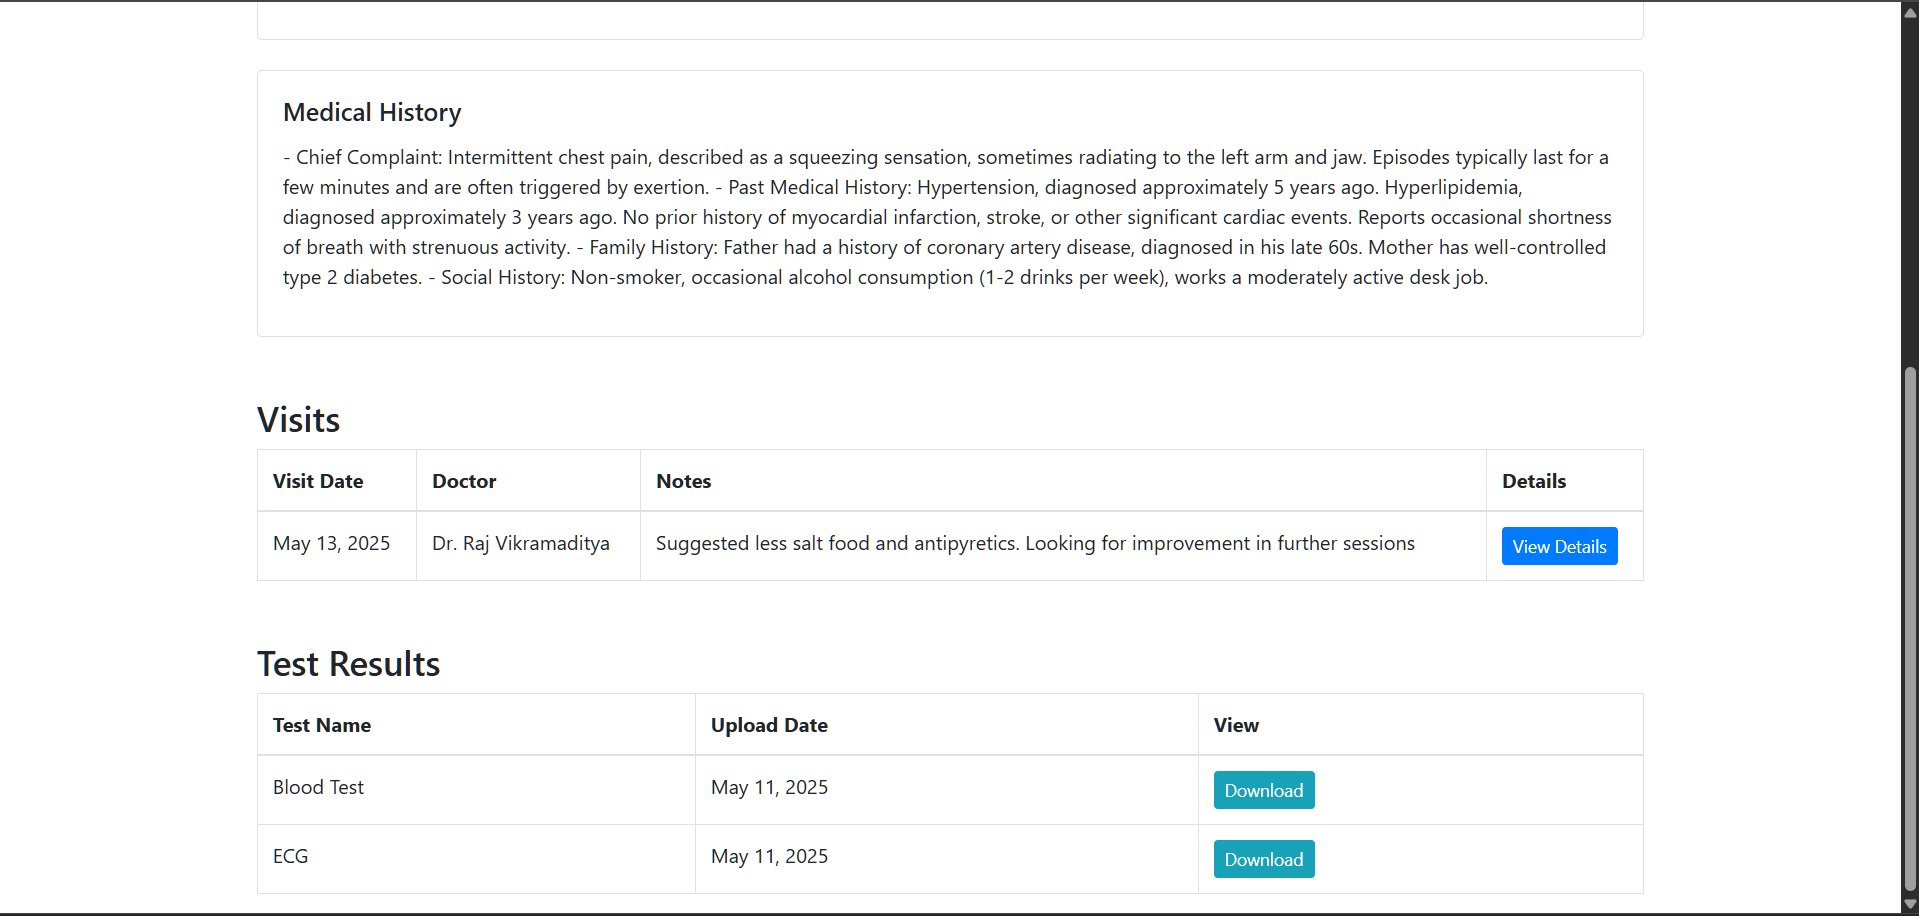 Medical History
- Chief Complaint: Intermittent chest pain, described as a squeezing sensation, sometimes radiating to the left arm and jaw. Episodes typically last for a
few minutes and are often triggered by exertion. - Past Medical History: Hypertension, diagnosed approximately 5 years ago. Hyperlipidemia,
diagnosed approximately 3 years ago. No prior history of myocardial infarction, stroke, or other significant cardiac events. Reports occasional shortness
of breath with strenuous activity. - Family History: Father had a history of coronary artery disease, diagnosed in his late 60s. Mother has well-controlled
type 2 diabetes. - Social History: Non-smoker, occasional alcohol consumption (1-2 drinks per week), works a moderately active desk job.
Visits
Visit Date Doctor Notes Details
May 13, 2025 Dr. Raj Vikramaditya Suggested less salt food and antipyretics. Looking for improvement in further sessions View Details
Test Results
Test Name Upload Date View
Blood Test May 11, 2025 Download
ECG May 11, 2025 Download